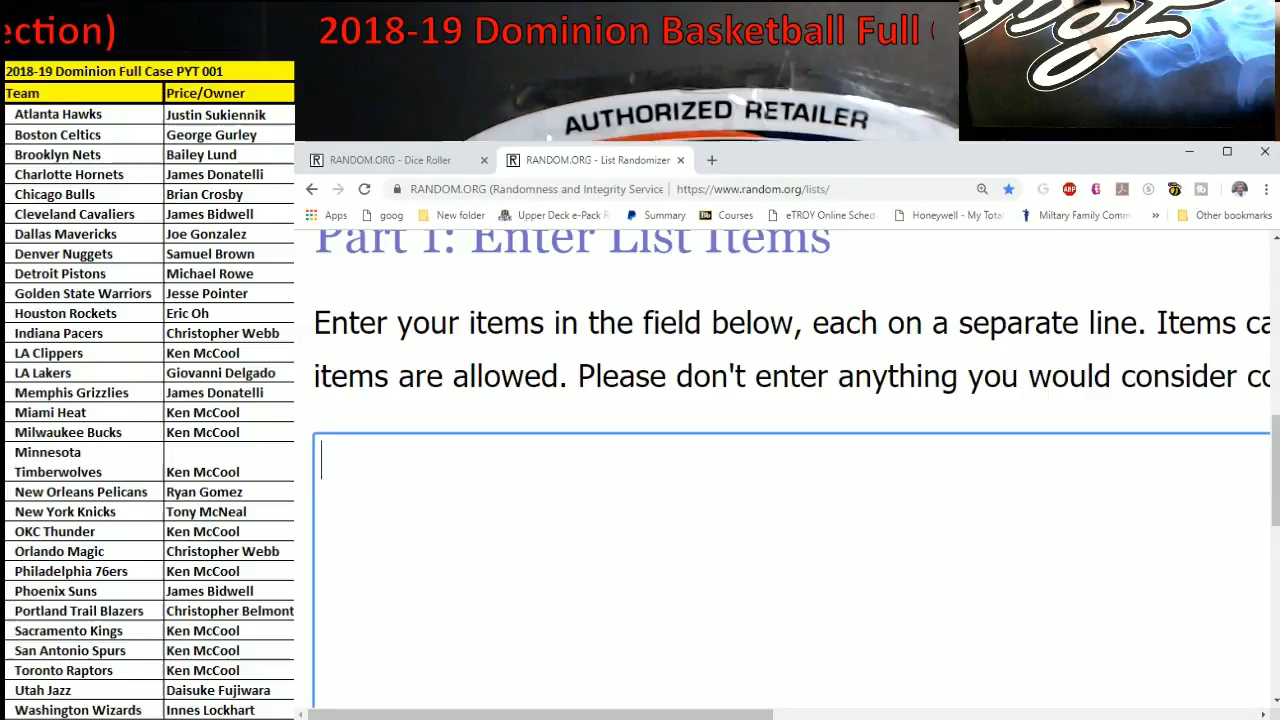 ection)
2018-19 Dominion Basketball Full
AUTHORIZED RETAILER
2018-19 Dominion Full Case PYT 001
Team Price/Owner
Atlanta Hawks Justin Sukiennik
Boston Celtics George Gurley
Brooklyn Nets Bailey Lund
Charlotte Hornets James Donatelli
Chicago Bulls Brian Crosby
Cleveland Cavaliers James Bidwell
Dallas Mavericks Joe Gonzalez
Denver Nuggets Samuel Brown
Detroit Pistons Michael Rowe
Golden State Warriors Jesse Pointer
Houston Rockets Eric Oh
Indiana Pacers Christopher Webb
LA Clippers Ken McCool
LA Lakers Giovanni Delgado
Memphis Grizzlies James Donatelli
Miami Heat Ken McCool
Milwaukee Bucks Ken McCool
Minnesota
Timberwolves Ken McCool
New Orleans Pelicans Ryan Gomez
New York Knicks Tony McNeal
OKC Thunder Ken McCool
Orlando Magic Christopher Webb
Philadelphia 76ers Ken McCool
Phoenix Suns James Bidwell
Portland Trail Blazers Christopher Belmont
Sacramento Kings Ken McCool
San Antonio Spurs Ken McCool
Toronto Raptors Ken McCool
Utah Jazz Daisuke Fujiwara
Washington Wizards Innes Lockhart
RANDOM.ORG - Dice Roller
RANDOM.ORG - List Randomizer
RANDOM.ORG (Randomness and Integrity Service https://www.random.org/lists/
Apps goog New folder Upper Deck e-Pack R Summary Courses eTROY Online Sched Honeywell - My Total Miltary Family Com » Other bookmarks
Part 1: Enter List Items
Enter your items in the field below, each on a separate line. Items ca
items are allowed. Please don't enter anything you would consider co